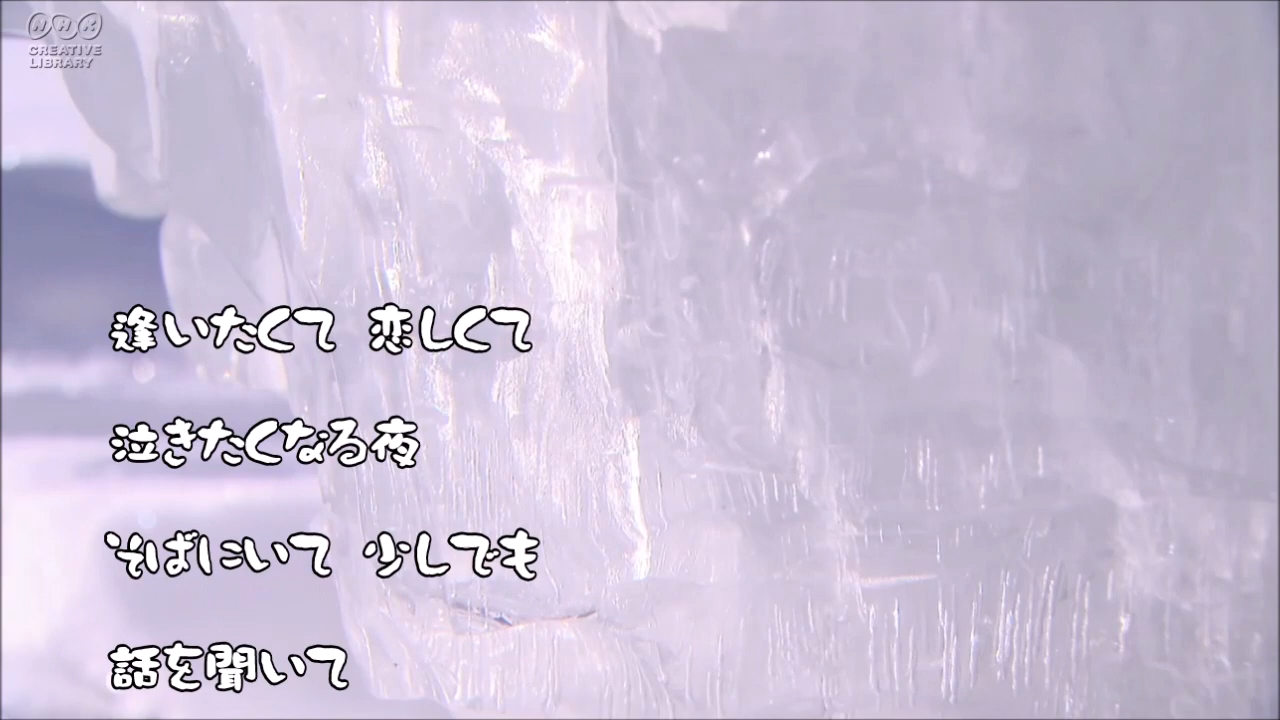 NHK
CREATIVE
LIBRARY
逢いたくて 恋しくて
泣きたくなる夜
そばにいて 少しでも
話を聞いて